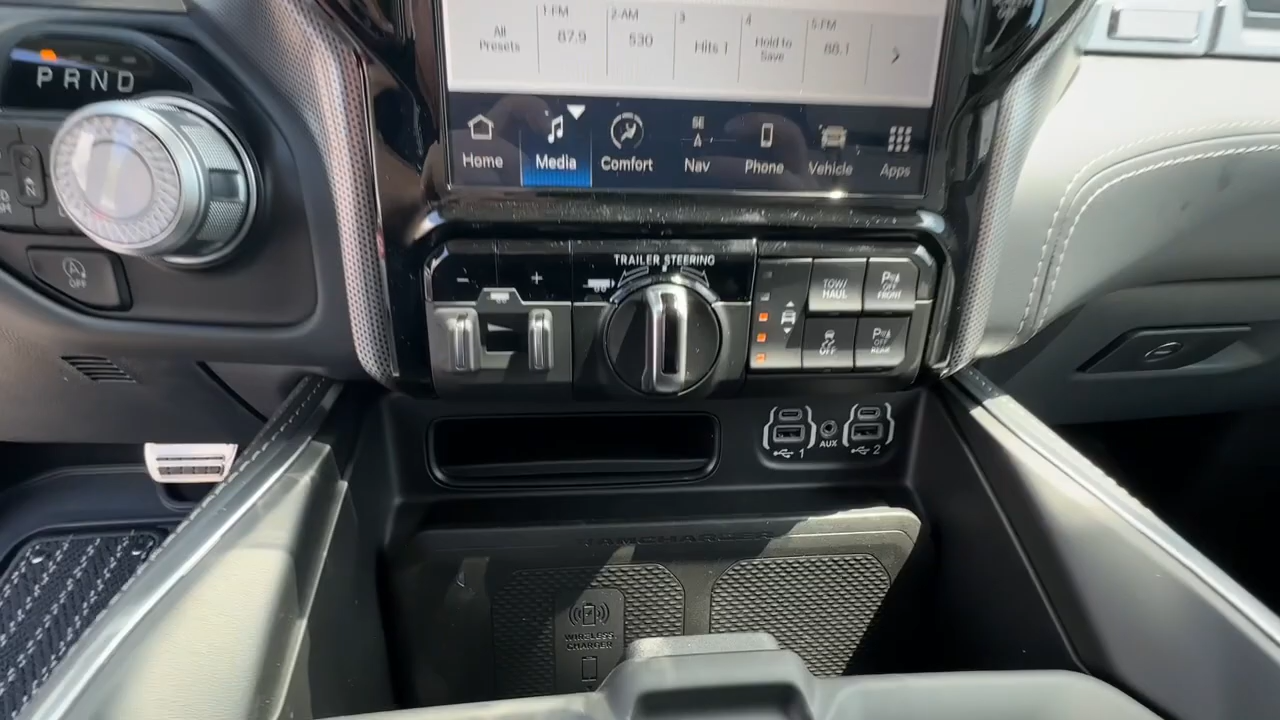 P R N D
OFF
All
Presets
1-FM
87.9
2-AM
530
3
Hits 1
4
Hold to
Save
5-FM
88.1
Home
Media
Comfort
SE
Nav
Phone
Vehicle
Apps
- +
TRAILER STEERING
TOW/
HAUL
P
OFF
FRONT
OFF
P
OFF
REAR
1
AUX
2
WIRELESS
CHARGER